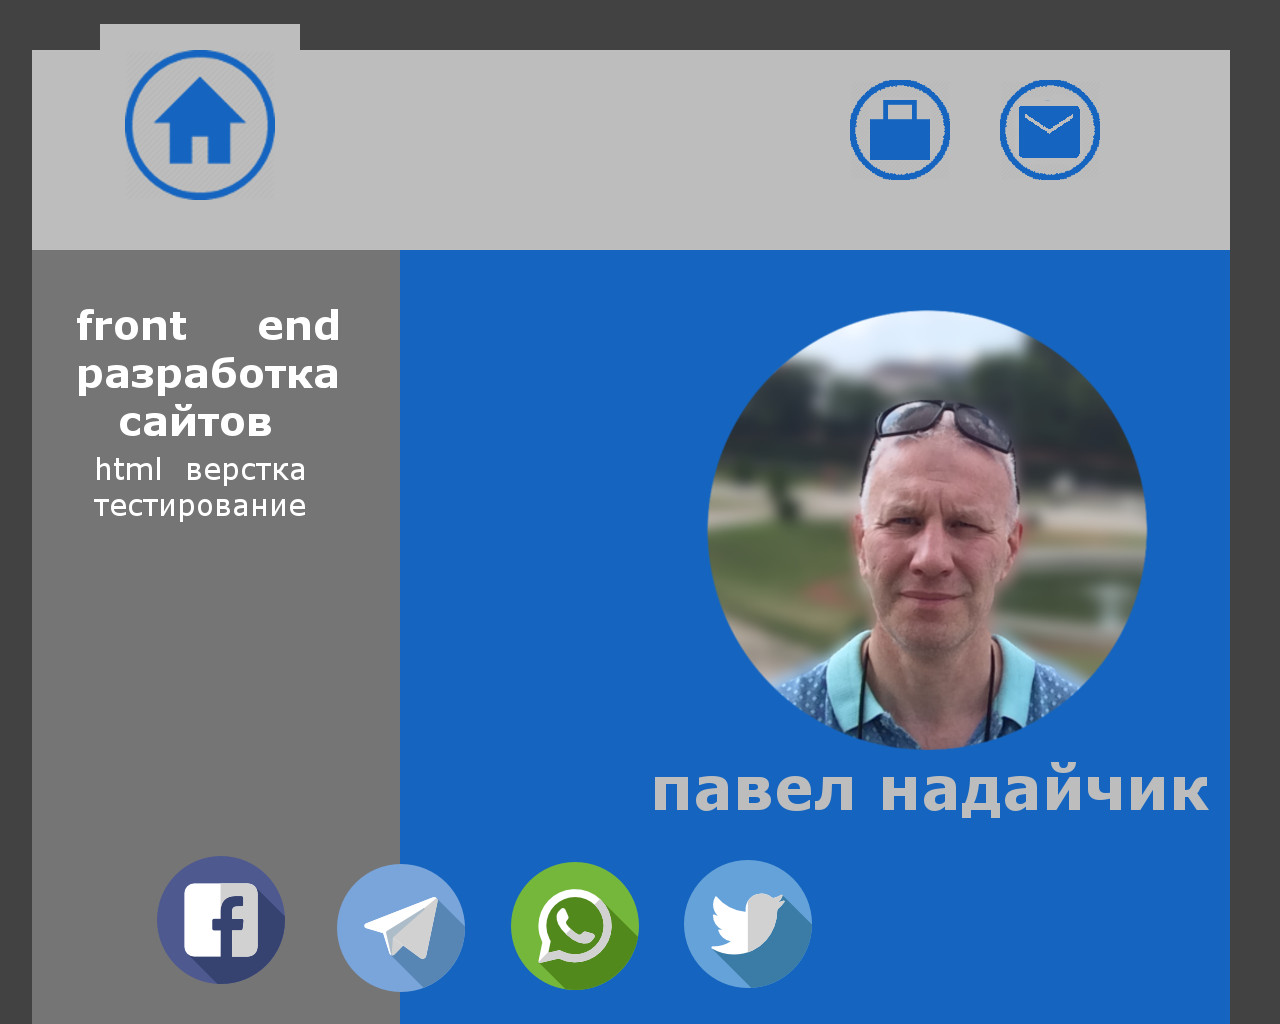 front end
разработка
сайтов
html верстка
тестирование
павел надайчик